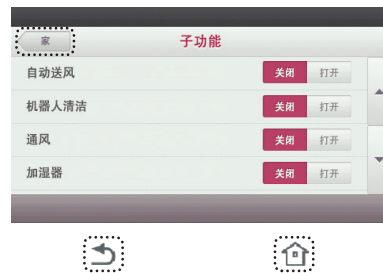 家
子功能
自动送风 关闭 打开
机器人清洁 关闭 打开
通风 关闭 打开
加湿器 关闭 打开